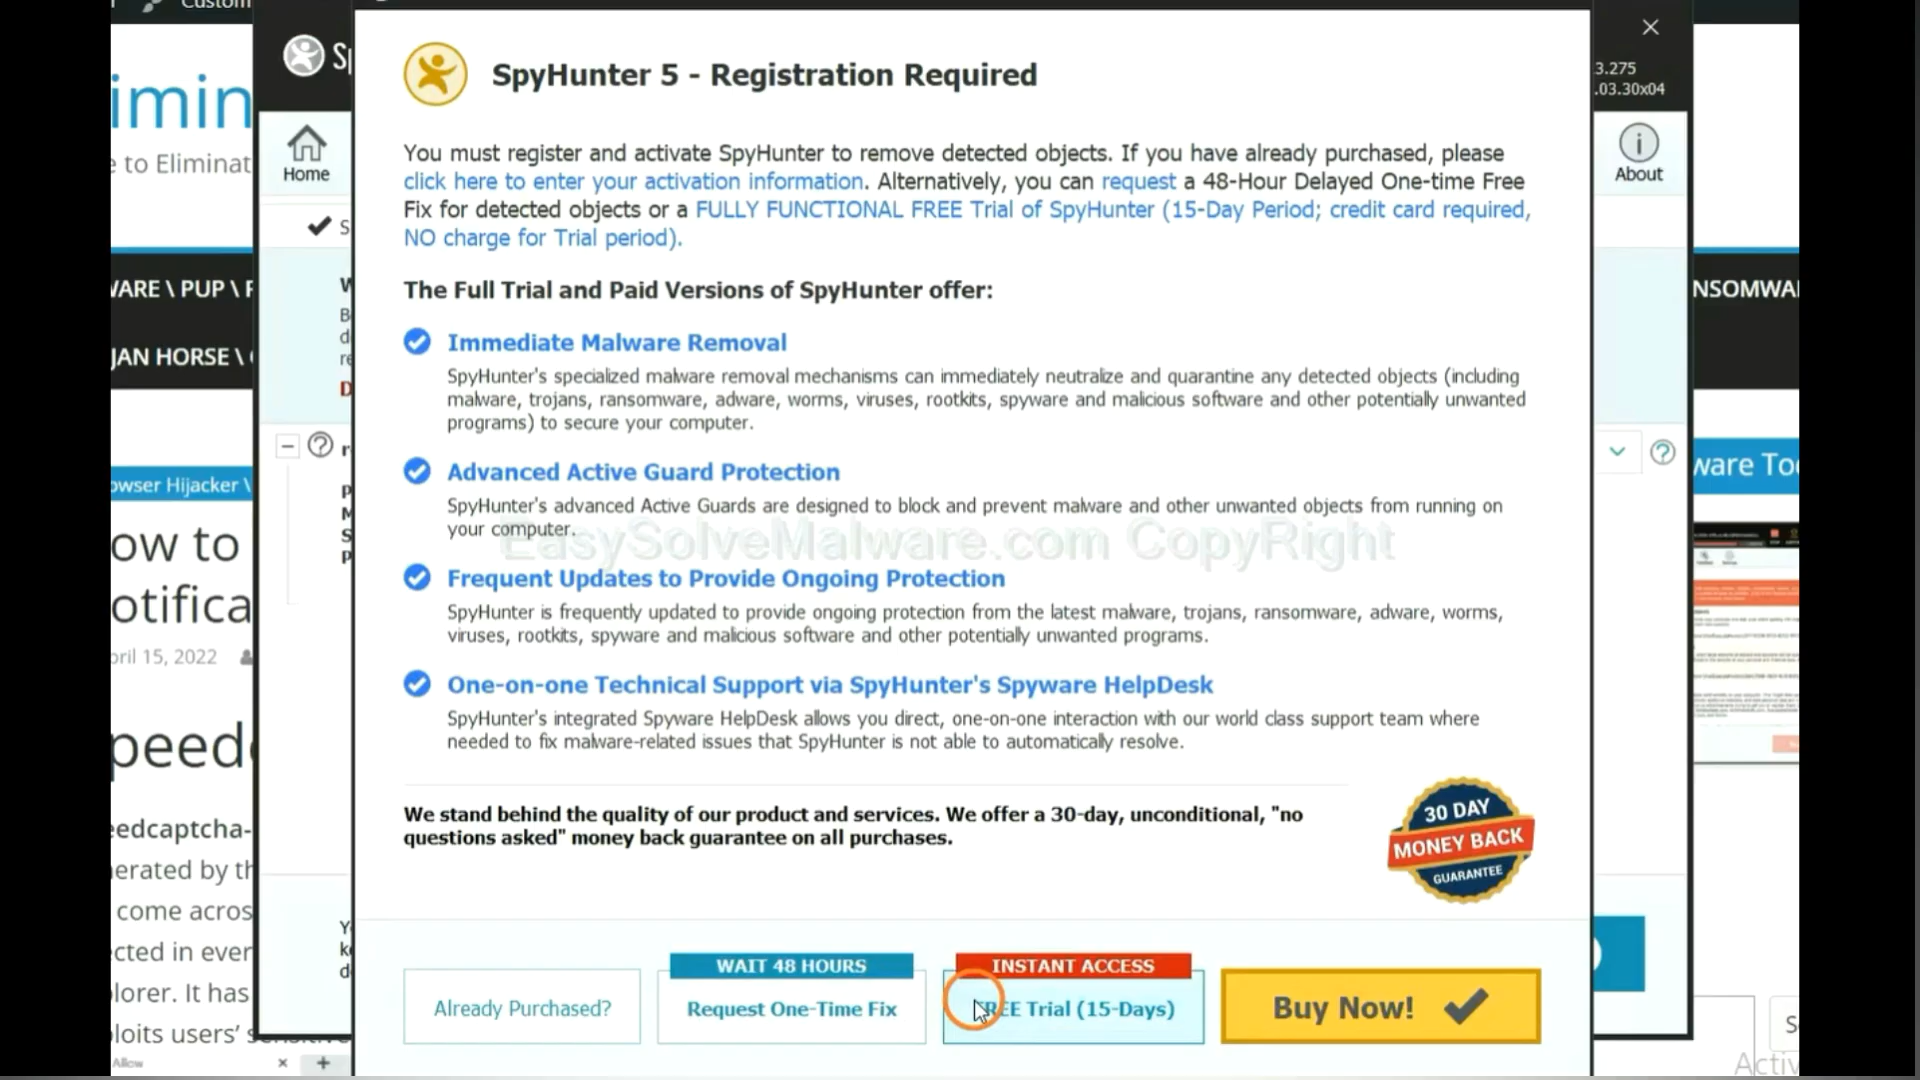 Custom
SpyHunter 5 - Registration Required
3.275
.03.30x04
imin
e to Eliminat
Home
About
You must register and activate SpyHunter to remove detected objects. If you have already purchased, please
click here to enter your activation information. Alternatively, you can request a 48-Hour Delayed One-time Free
Fix for detected objects or a FULLY FUNCTIONAL FREE Trial of SpyHunter (15-Day Period; credit card required,
NO charge for Trial period).
The Full Trial and Paid Versions of SpyHunter offer:
WARE \ PUP \
NSOMWA
JAN HORSE \
Immediate Malware Removal
SpyHunter's specialized malware removal mechanisms can immediately neutralize and quarantine any detected objects (including
malware, trojans, ransomware, adware, worms, viruses, rootkits, spyware and malicious software and other potentially unwanted
programs) to secure your computer.
Advanced Active Guard Protection
SpyHunter's advanced Active Guards are designed to block and prevent malware and other unwanted objects from running on
your computer.
EasySolveMalware.com CopyRight
Frequent Updates to Provide Ongoing Protection
SpyHunter is frequently updated to provide ongoing protection from the latest malware, trojans, ransomware, adware, worms,
viruses, rootkits, spyware and malicious software and other potentially unwanted programs.
One-on-one Technical Support via SpyHunter's Spyware HelpDesk
SpyHunter's integrated Spyware HelpDesk allows you direct, one-on-one interaction with our world class support team where
needed to fix malware-related issues that SpyHunter is not able to automatically resolve.
We stand behind the quality of our product and services. We offer a 30-day, unconditional, "no
questions asked" money back guarantee on all purchases.
30 DAY
MONEY BACK
GUARANTEE
WAIT 48 HOURS
INSTANT ACCESS
Already Purchased?
Request One-Time Fix
FREE Trial (15-Days)
Buy Now!
owser Hijacker \
ware Too
ow to
otifica
pril 15, 2022
peed
edcaptcha-
erated by th
come acros
cted in ever
lorer. It has
ploits users' sensitive
Allow
Activ